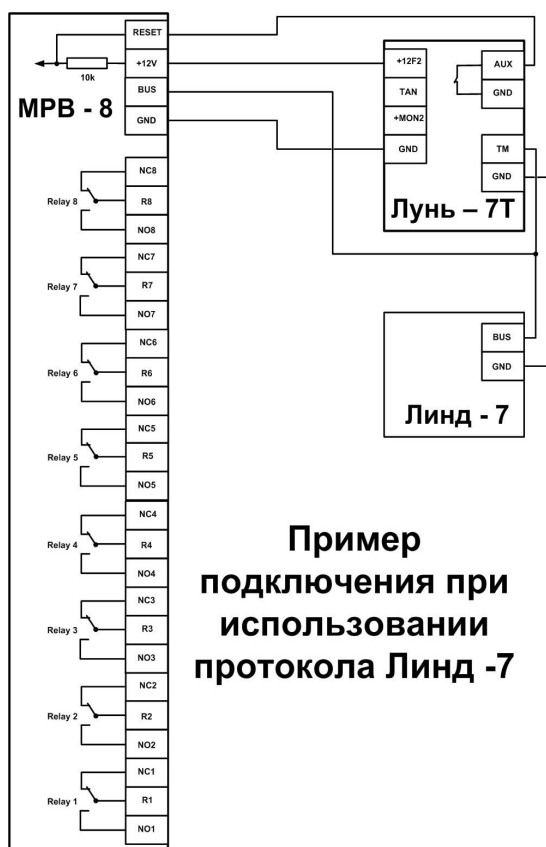 RESET
+12V
10k
BUS
GND
МРВ - 8
NC8
Relay 8
R8
NO8
NC7
Relay 7
R7
NO7
NC6
Relay 6
R6
NO6
NC5
Relay 5
R5
NO5
NC4
Relay 4
R4
NO4
NC3
Relay 3
R3
NO3
NC2
Relay 2
R2
NO2
NC1
Relay 1
R1
NO1
+12F2
TAN
+MON2
GND
AUX
GND
TM
GND
Лунь – 7Т
BUS
GND
Линд - 7
Пример
подключения при
использовании
протокола Линд -7